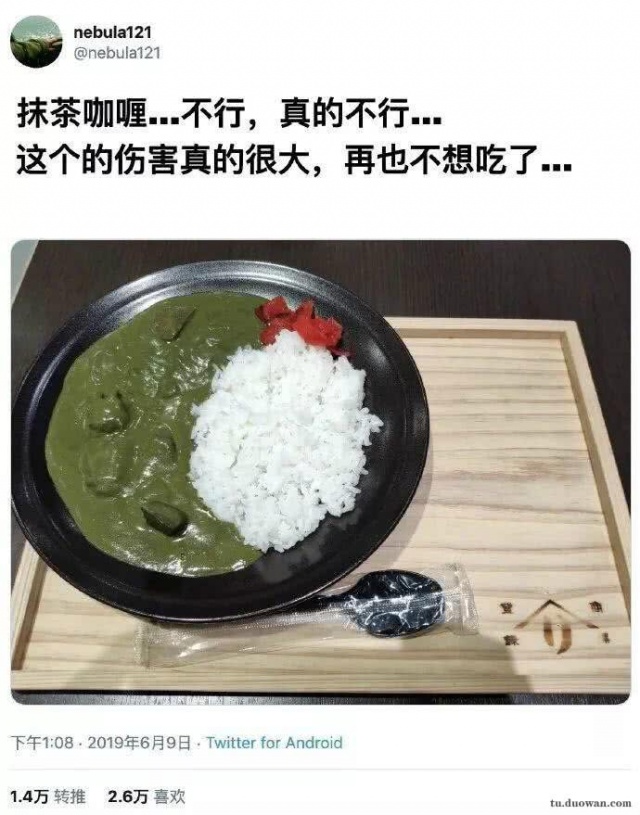 nebula121
@nebula121
抹茶咖喱...不行，真的不行...
这个的伤害真的很大，再也不想吃了...
下午1:08 · 2019年6月9日 · Twitter for Android
1.4万 转推 2.6万 喜欢
tu.duowan.com